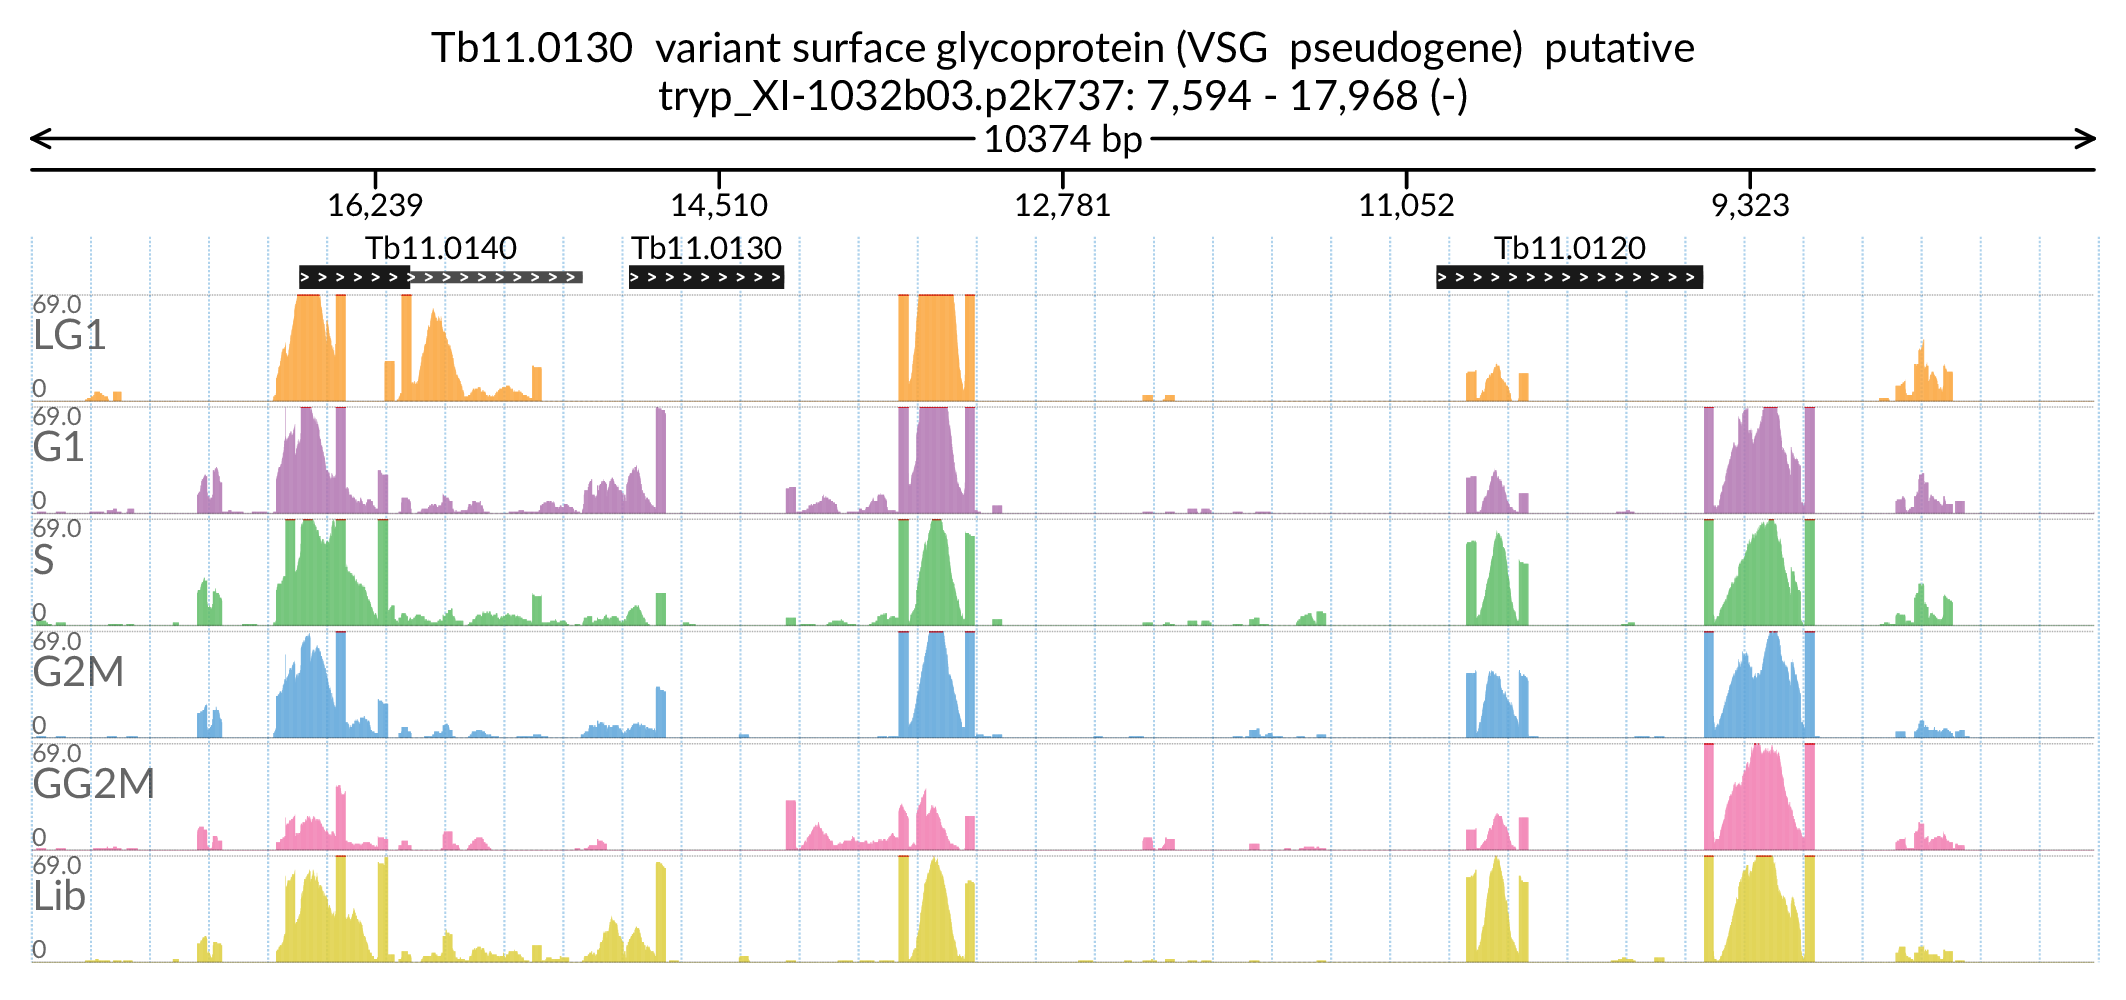 Tb11.0130  variant surface glycoprotein (VSG  pseudogene)  putative
tryp_XI-1032b03.p2k737: 7,594 - 17,968 (-)
10374 bp
16,239 14,510 12,781 11,052 9,323
Tb11.0140 Tb11.0130 Tb11.0120
69.0
LG1
0
69.0
G1
0
69.0
S
0
69.0
G2M
0
69.0
GG2M
0
69.0
Lib
0